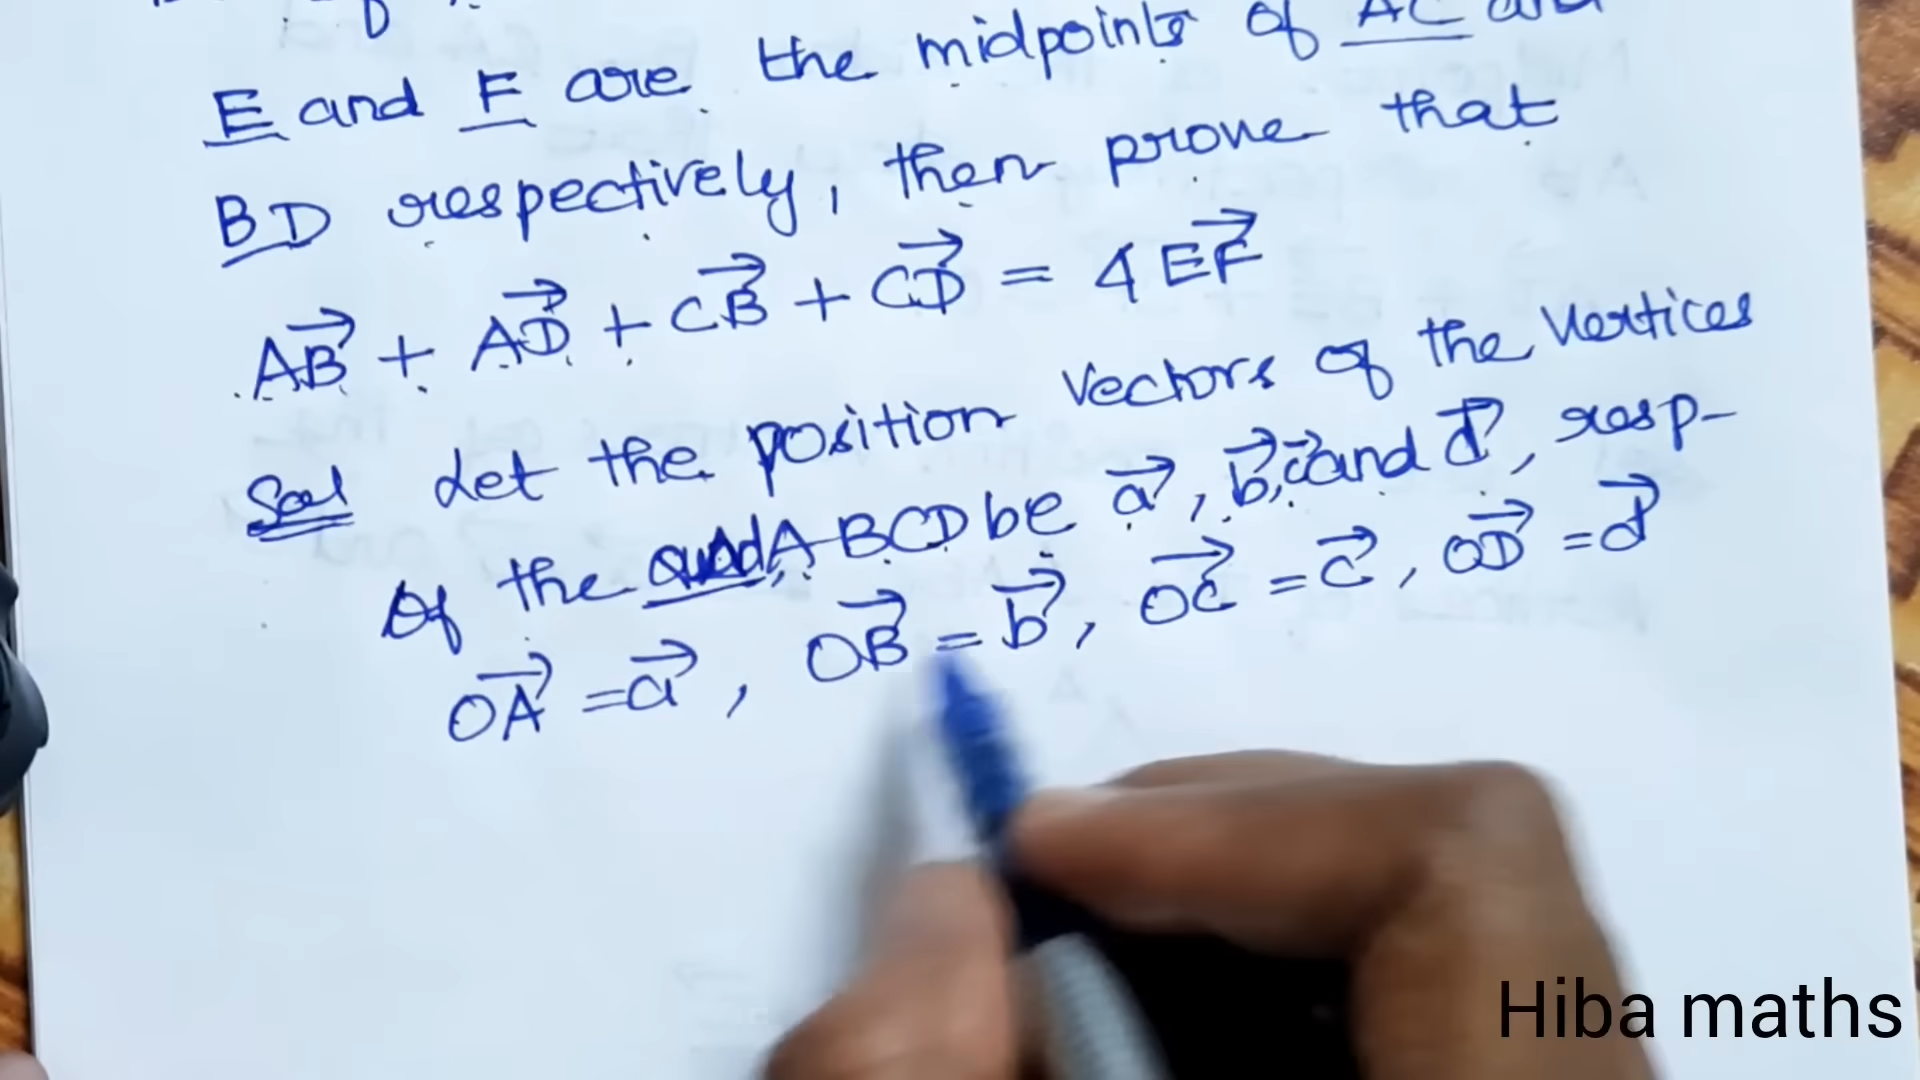 E and F are the midpoints of AC and
BD respectively, then prove that
AB→ + AD→ + CB→ + CD→ = 4 EF→
Sol Let the position vectors of the vertices
of the quad ABCD be a→, b→, c→ and d→, resp-
OA→ = a→, OB→ = b→, OC→ = c→, OD→ = d→
Hiba maths